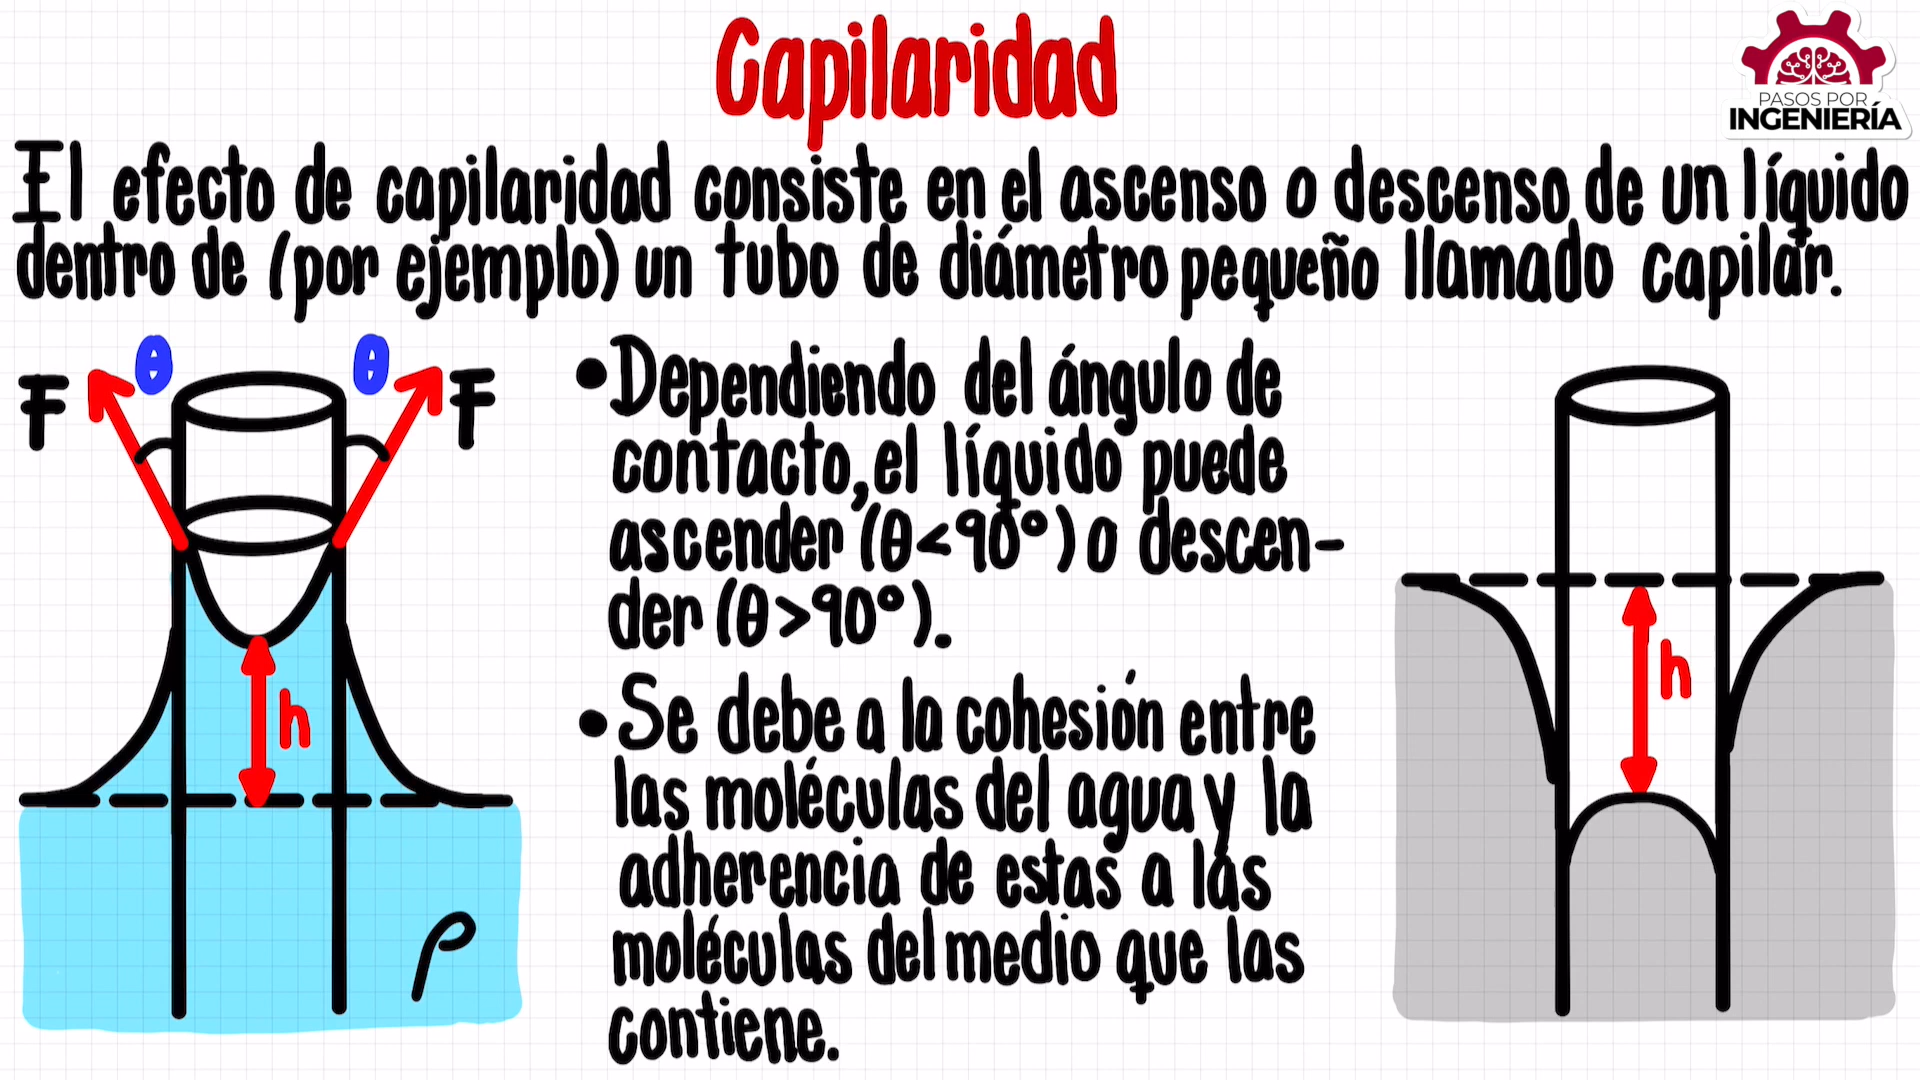 Capilaridad
PASOS POR
INGENIERÍA
El efecto de capilaridad consiste en el ascenso o descenso de un líquido
dentro de (por ejemplo) un tubo de diámetro pequeño llamado capilar.
θ θ
F F
• Dependiendo del ángulo de
contacto, el líquido puede
ascender (θ<90°) o descen-
der (θ>90°).
h
h
• Se debe a la cohesión entre
las moléculas del agua y la
adherencia de estas a las
moléculas del medio que las
contiene.
ρ